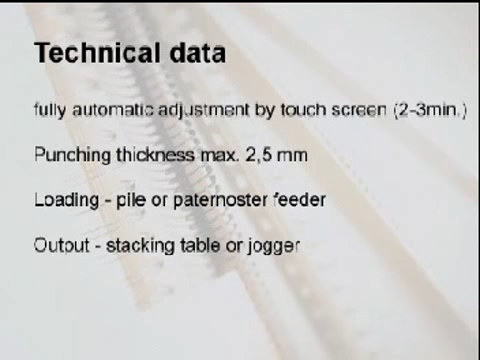 Technical data
fully automatic adjustment by touch screen (2-3min.)
Punching thickness max. 2,5 mm
Loading - pile or paternoster feeder
Output - stacking table or jogger